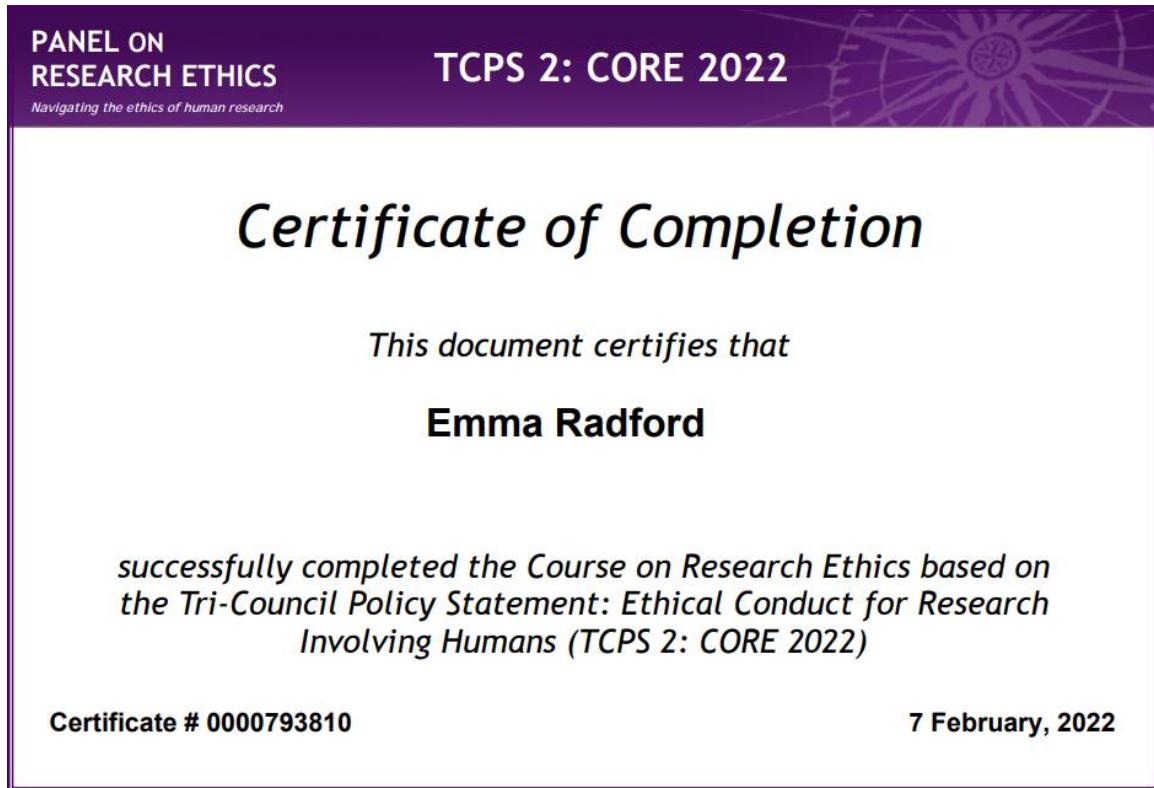 PANEL ON
RESEARCH ETHICS
Navigating the ethics of human research
TCPS 2: CORE 2022
Certificate of Completion
This document certifies that
Emma Radford
successfully completed the Course on Research Ethics based on
the Tri-Council Policy Statement: Ethical Conduct for Research
Involving Humans (TCPS 2: CORE 2022)
Certificate # 0000793810
7 February, 2022